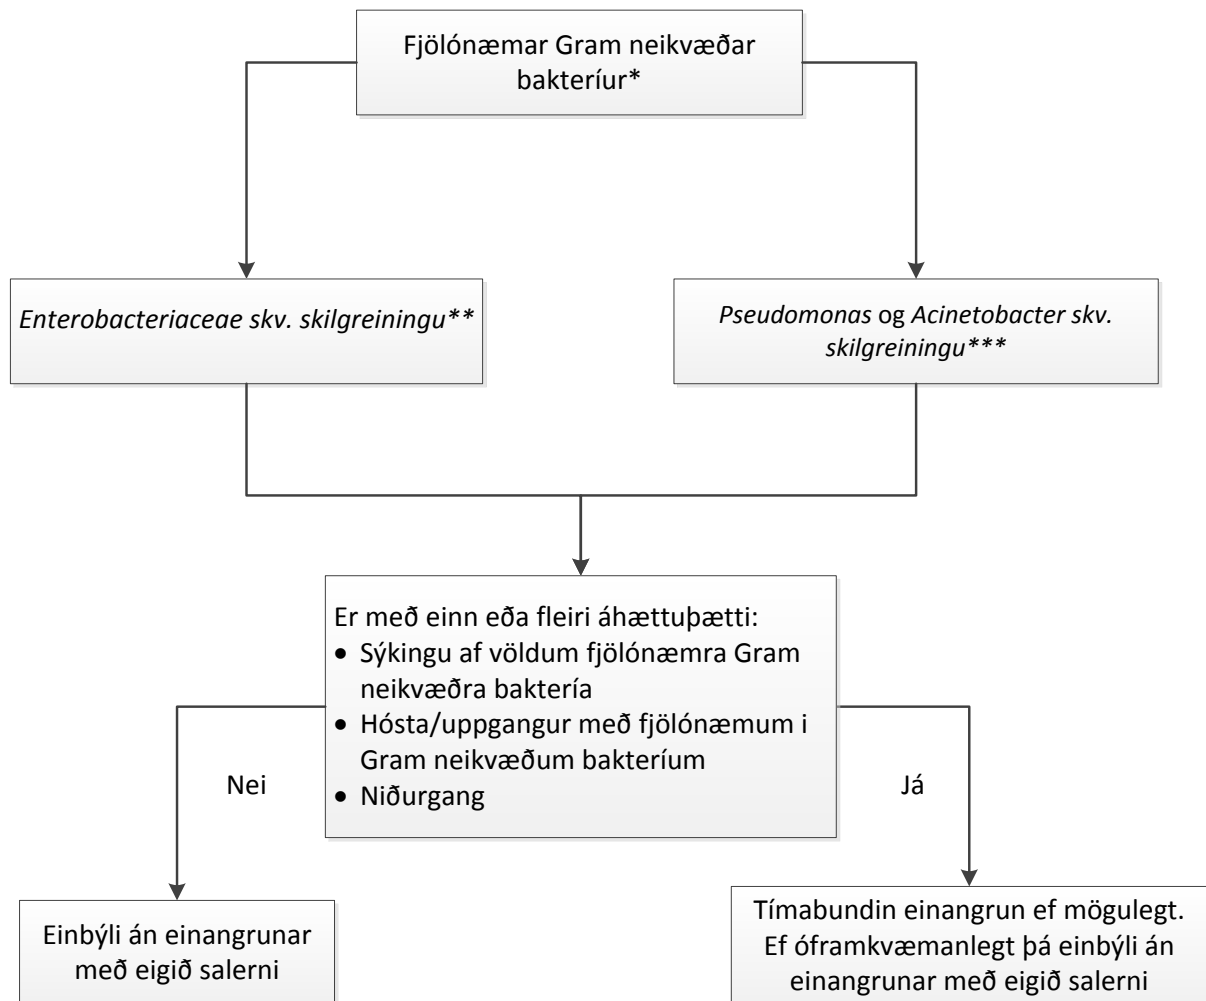 Fjölónæmar Gram neikvæðar
bakteríur*
Enterobacteriaceae skv. skilgreiningu**
Pseudomonas og Acinetobacter skv.
skilgreiningu***
Er með einn eða fleiri áhættuþætti:
• Sýkingu af völdum fjölónæmra Gram
neikvæðra baktería
• Hósta/uppgangur með fjölónæmum i
Gram neikvæðum bakteríum
• Niðurgang
Nei
Já
Einbýli án einangrunar
með eigið salerni
Tímabundin einangrun ef mögulegt.
Ef óframkvæmanlegt þá einbýli án
einangrunar með eigið salerni